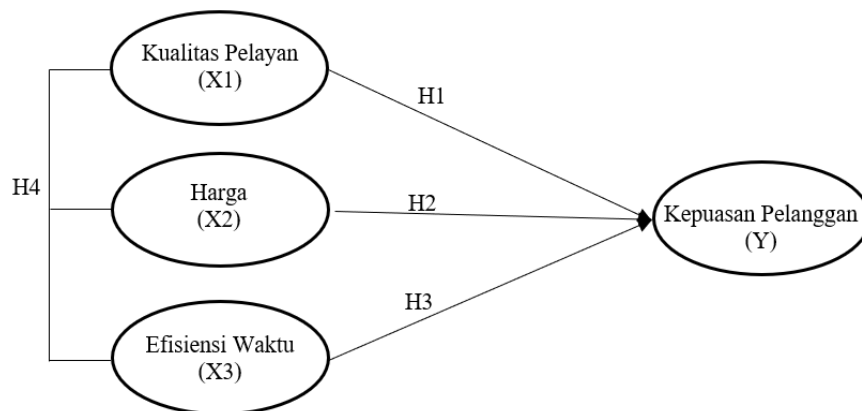 Kualitas Pelayan
(X1)
H1
H4
Harga
(X2)
H2
Kepuasan Pelanggan
(Y)
H3
Efisiensi Waktu
(X3)